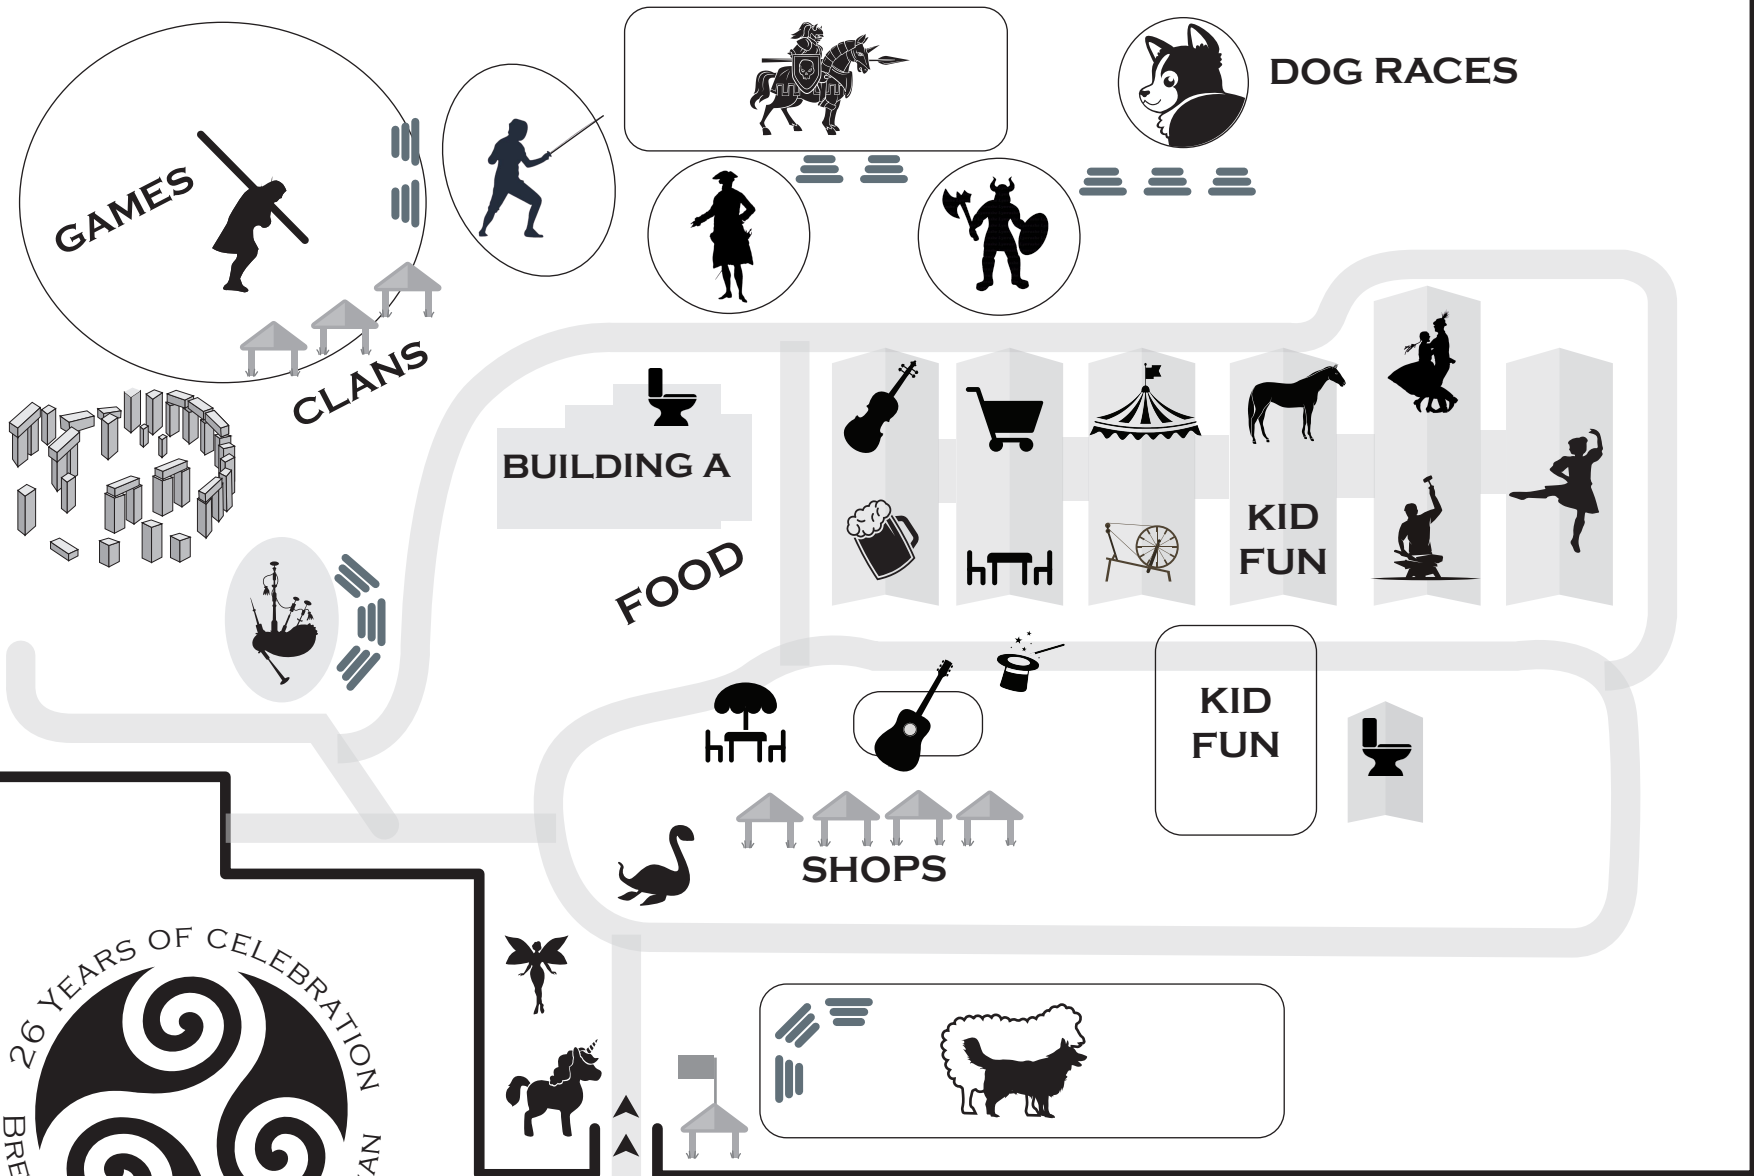 DOG RACES
GAMES
CLANS
BUILDING A
FOOD
KID
FUN
KID
FUN
SHOPS
26 YEARS OF CELEBRATION